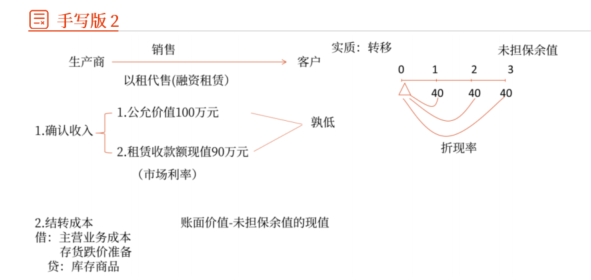 手写版 2
销售
生产商
客户
以租代售(融资租赁）
实质：转移
未担保余值
0 1 2 3
40 40 40
折现率
1.公允价值100万元
1.确认收入
孰低
2.租赁收款额现值90万元
（市场利率）
2.结转成本
账面价值-未担保余值的现值
借：主营业务成本
存货跌价准备
贷：库存商品